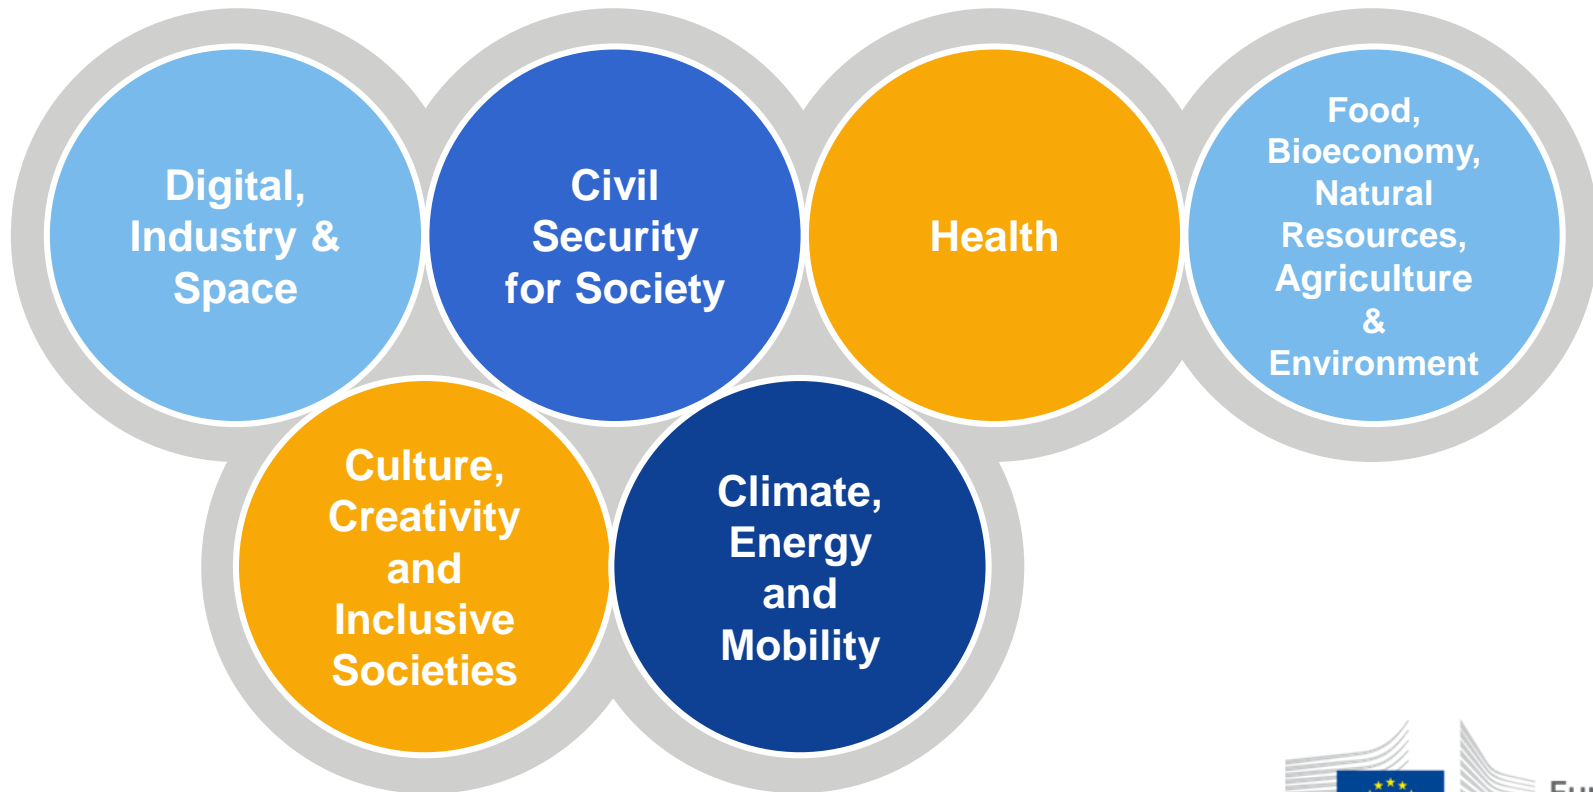 Digital,
Industry &
Space
Civil
Security
for Society
Health
Food,
Bioeconomy,
Natural
Resources,
Agriculture
&
Environment
Culture,
Creativity
and
Inclusive
Societies
Climate,
Energy
and
Mobility